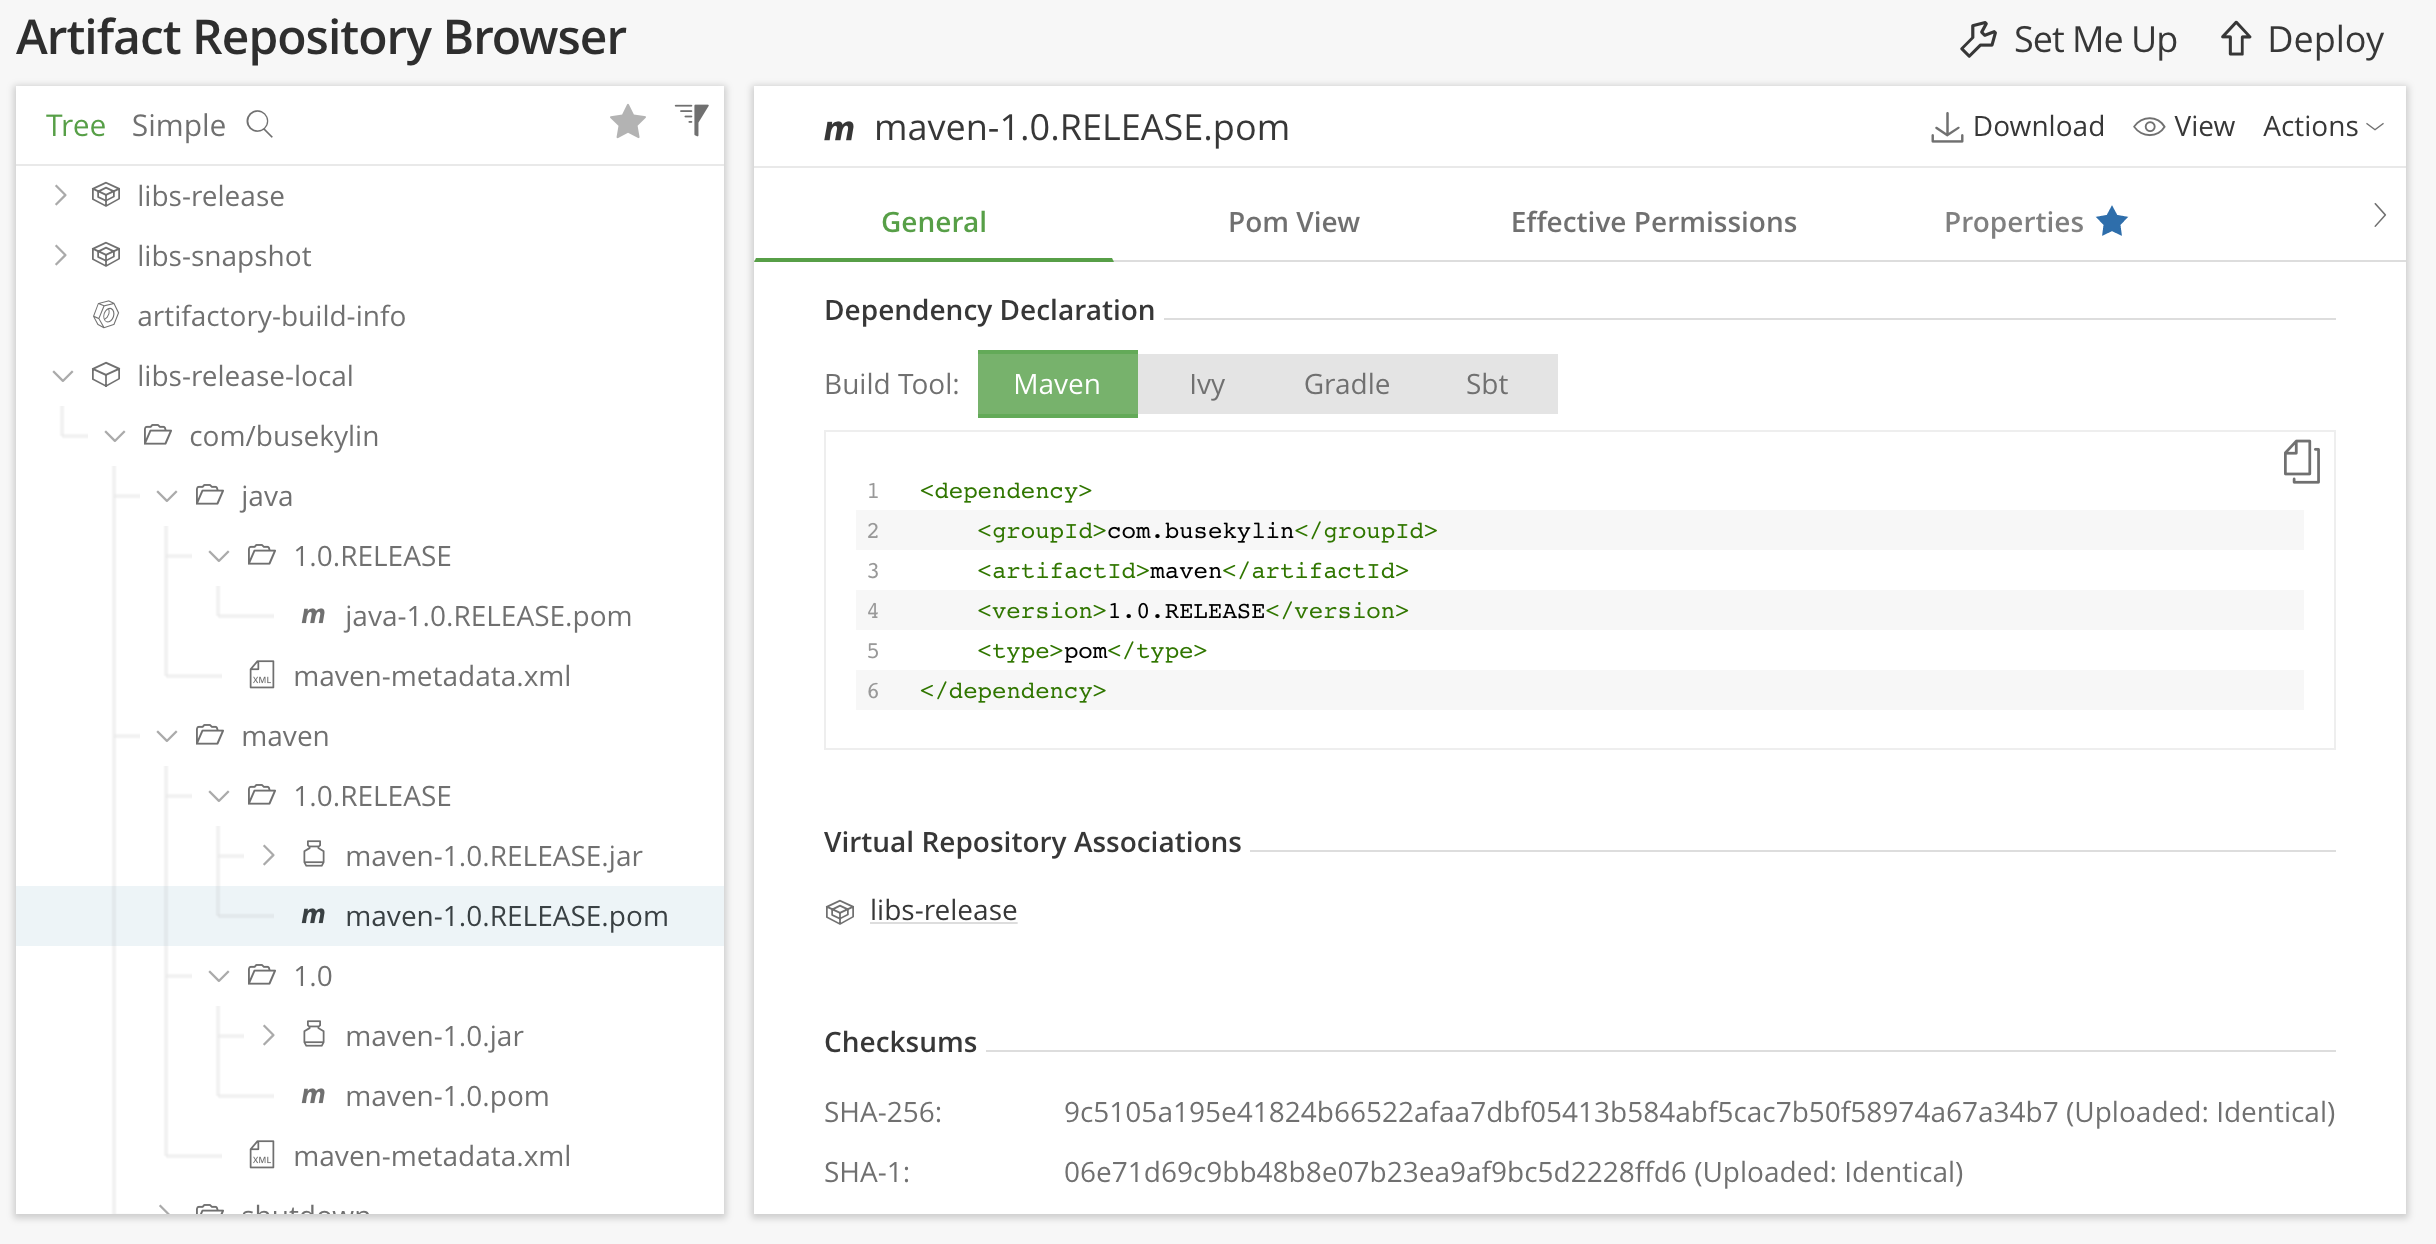 Artifact Repository Browser
Set Me Up
Deploy
Tree Simple
libs-release
libs-snapshot
artifactory-build-info
libs-release-local
com/busekylin
java
1.0.RELEASE
m java-1.0.RELEASE.pom
XML maven-metadata.xml
maven
1.0.RELEASE
maven-1.0.RELEASE.jar
m maven-1.0.RELEASE.pom
1.0
maven-1.0.jar
m maven-1.0.pom
XML maven-metadata.xml
shutdown
m maven-1.0.RELEASE.pom
Download View Actions
General Pom View Effective Permissions Properties
Dependency Declaration
Build Tool: Maven Ivy Gradle Sbt
1 <dependency>
2 <groupId>com.busekylin</groupId>
3 <artifactId>maven</artifactId>
4 <version>1.0.RELEASE</version>
5 <type>pom</type>
6 </dependency>
Virtual Repository Associations
libs-release
Checksums
SHA-256: 9c5105a195e41824b66522afaa7dbf05413b584abf5cac7b50f58974a67a34b7 (Uploaded: Identical)
SHA-1: 06e71d69c9bb48b8e07b23ea9af9bc5d2228ffd6 (Uploaded: Identical)